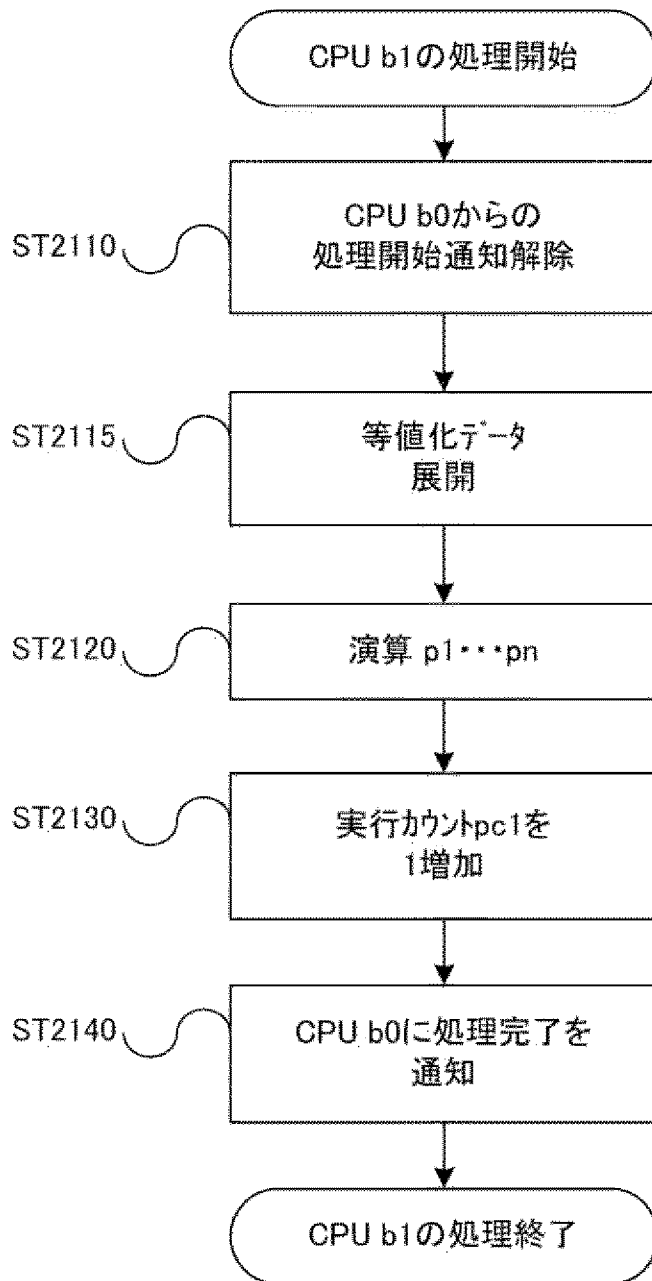 CPU b1の処理開始
ST2110
CPU b0からの
処理開始通知解除
ST2115
等値化ﾃﾞｰﾀ
展開
ST2120
演算 p1・・・pn
ST2130
実行ｶｳﾝﾄpc1を
1増加
ST2140
CPU b0に処理完了を
通知
CPU b1の処理終了